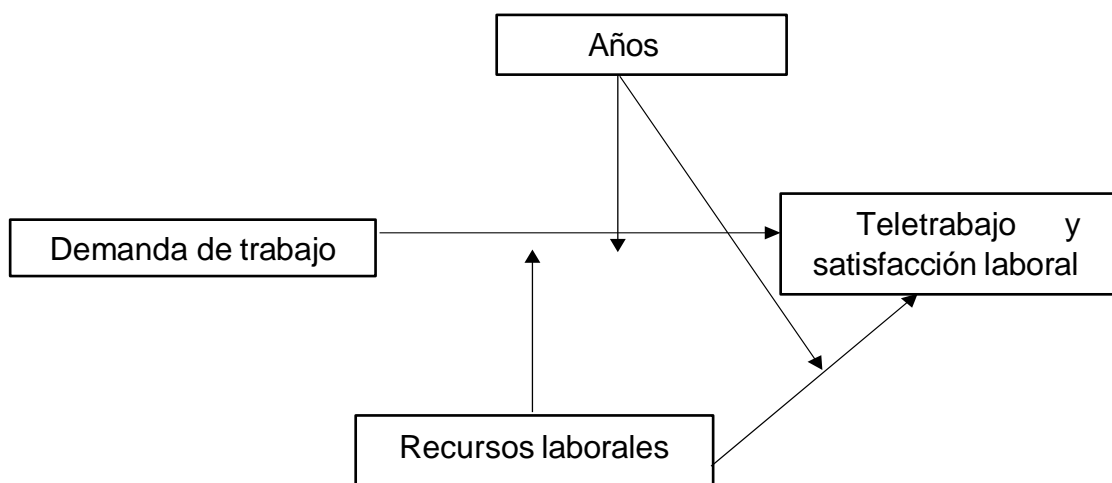 Años
Demanda de trabajo
Teletrabajo y
satisfacción laboral
Recursos laborales